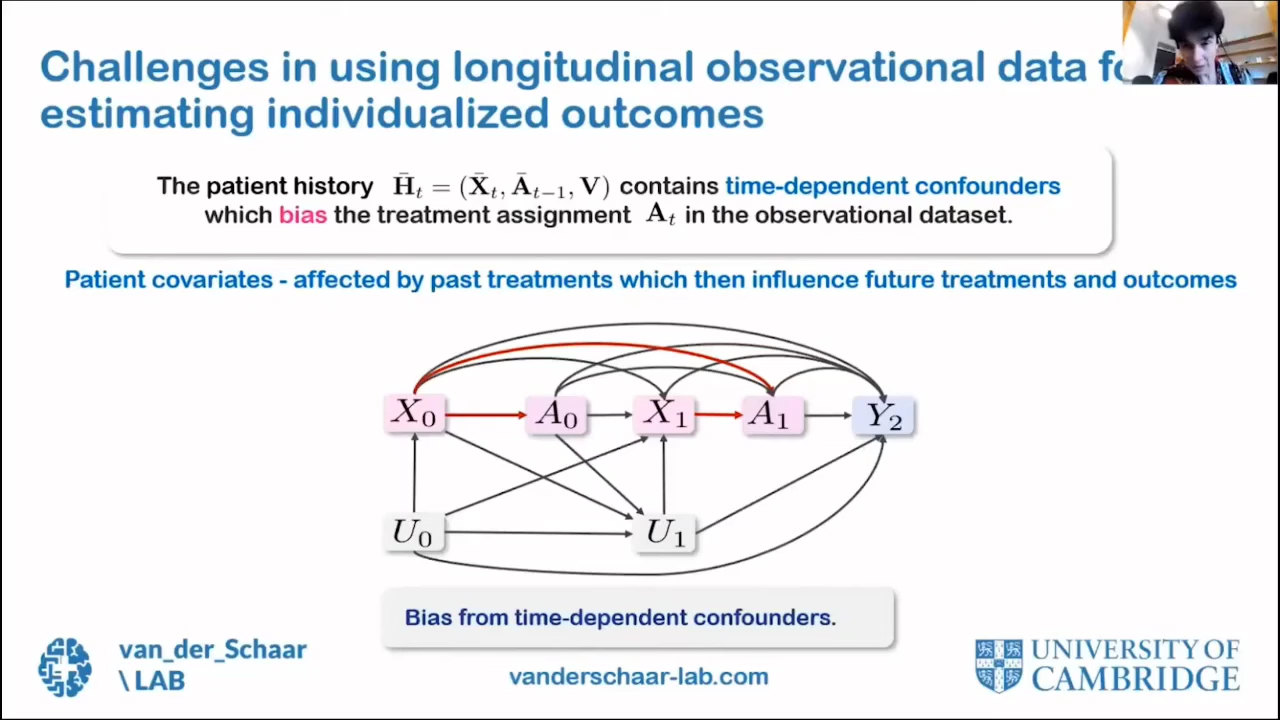 Challenges in using longitudinal observational data fo
estimating individualized outcomes
The patient history H̄ₜ = (X̄ₜ, Āₜ₋₁, V) contains time-dependent confounders
which bias the treatment assignment Aₜ in the observational dataset.
Patient covariates - affected by past treatments which then influence future treatments and outcomes
X₀ A₀ X₁ A₁ Y₂
U₀ U₁
Bias from time-dependent confounders.
van_der_Schaar
\ LAB
vanderschaar-lab.com
UNIVERSITY OF
CAMBRIDGE